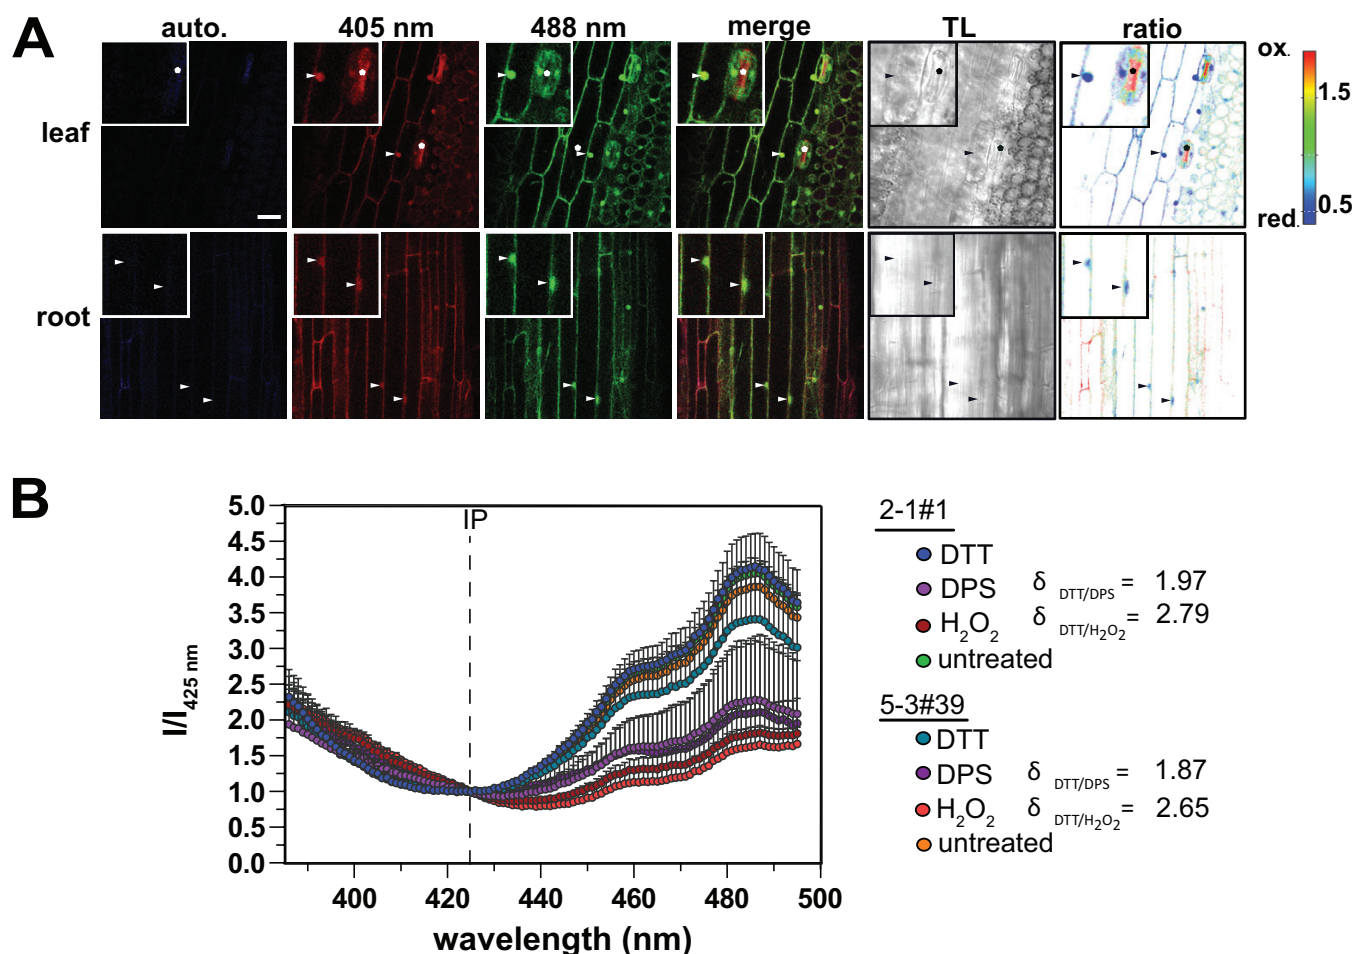 A
auto. 405 nm 488 nm merge TL ratio
leaf
ox.
1.5
0.5
red.
root
B
IP
5.0
4.5
4.0
3.5
3.0
2.5
2.0
1.5
1.0
0.5
0.0
I/I425 nm
400 420 440 460 480 500
wavelength (nm)
2-1#1
DTT
DPS δ DTT/DPS = 1.97
H2O2 δ DTT/H2O2 = 2.79
untreated
5-3#39
DTT
DPS δ DTT/DPS = 1.87
H2O2 δ DTT/H2O2 = 2.65
untreated